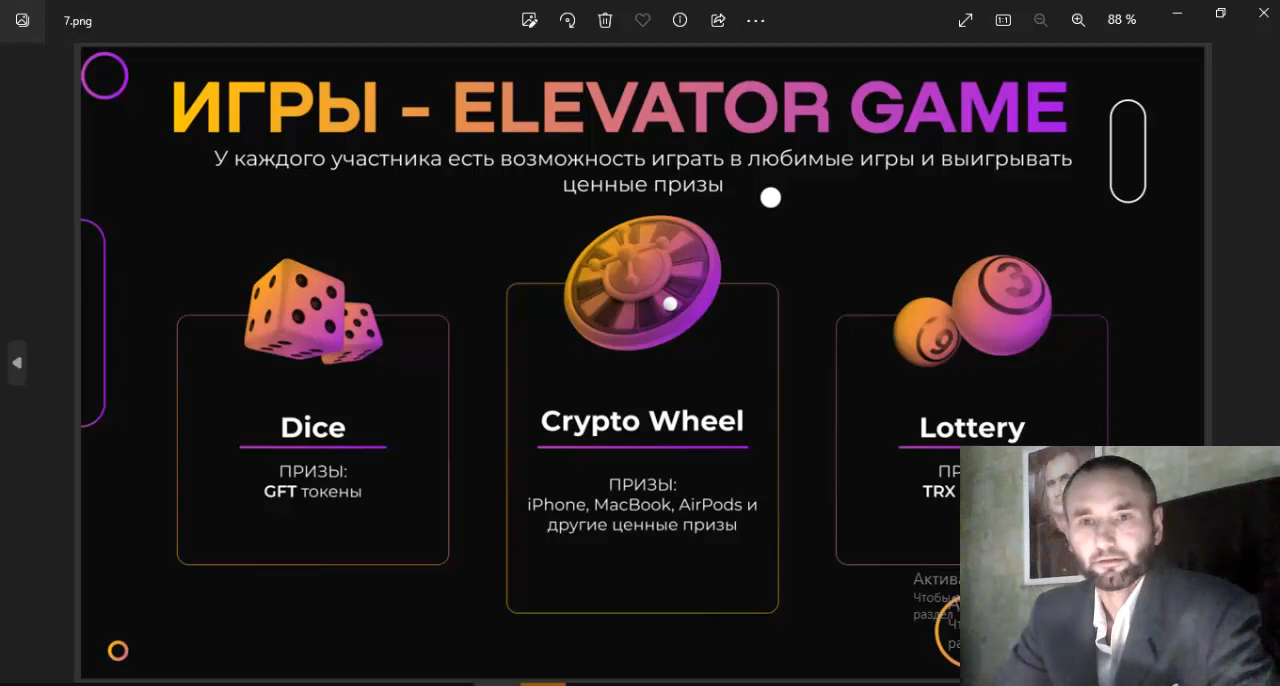 7.png
88 %
ИГРЫ - ELEVATOR GAME
У каждого участника есть возможность играть в любимые игры и выигрывать
ценные призы
Dice
ПРИЗЫ:
GFT токены
Crypto Wheel
ПРИЗЫ:
iPhone, MacBook, AirPods и
другие ценные призы
Lottery
TRX